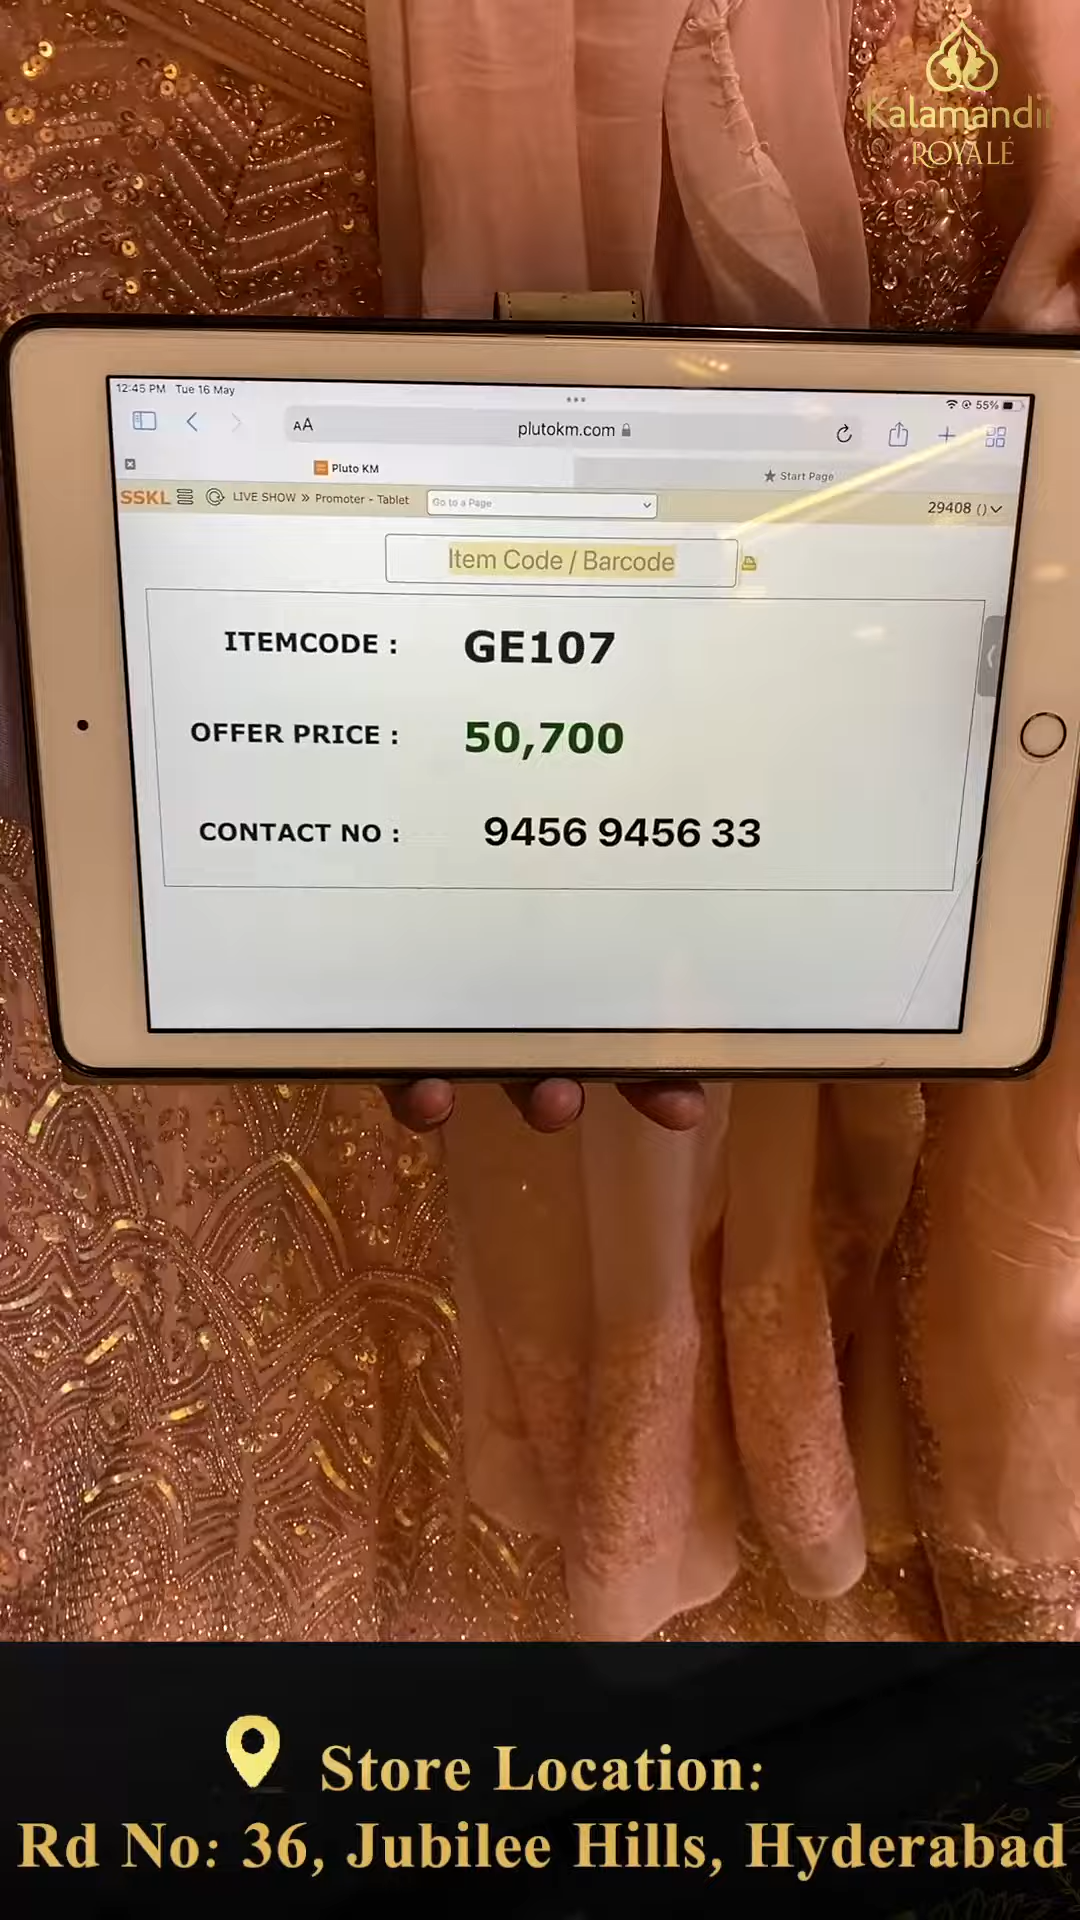 Kalamandir
ROYALE
12:45 PM Tue 16 May
55%
AA
plutokm.com
Pluto KM
Start Page
SSKL
LIVE SHOW » Promoter - Tablet
Go to a Page
29408 ()
Item Code / Barcode
ITEMCODE : GE107
OFFER PRICE : 50,700
CONTACT NO : 9456 9456 33
Store Location:
Rd No: 36, Jubilee Hills, Hyderabad